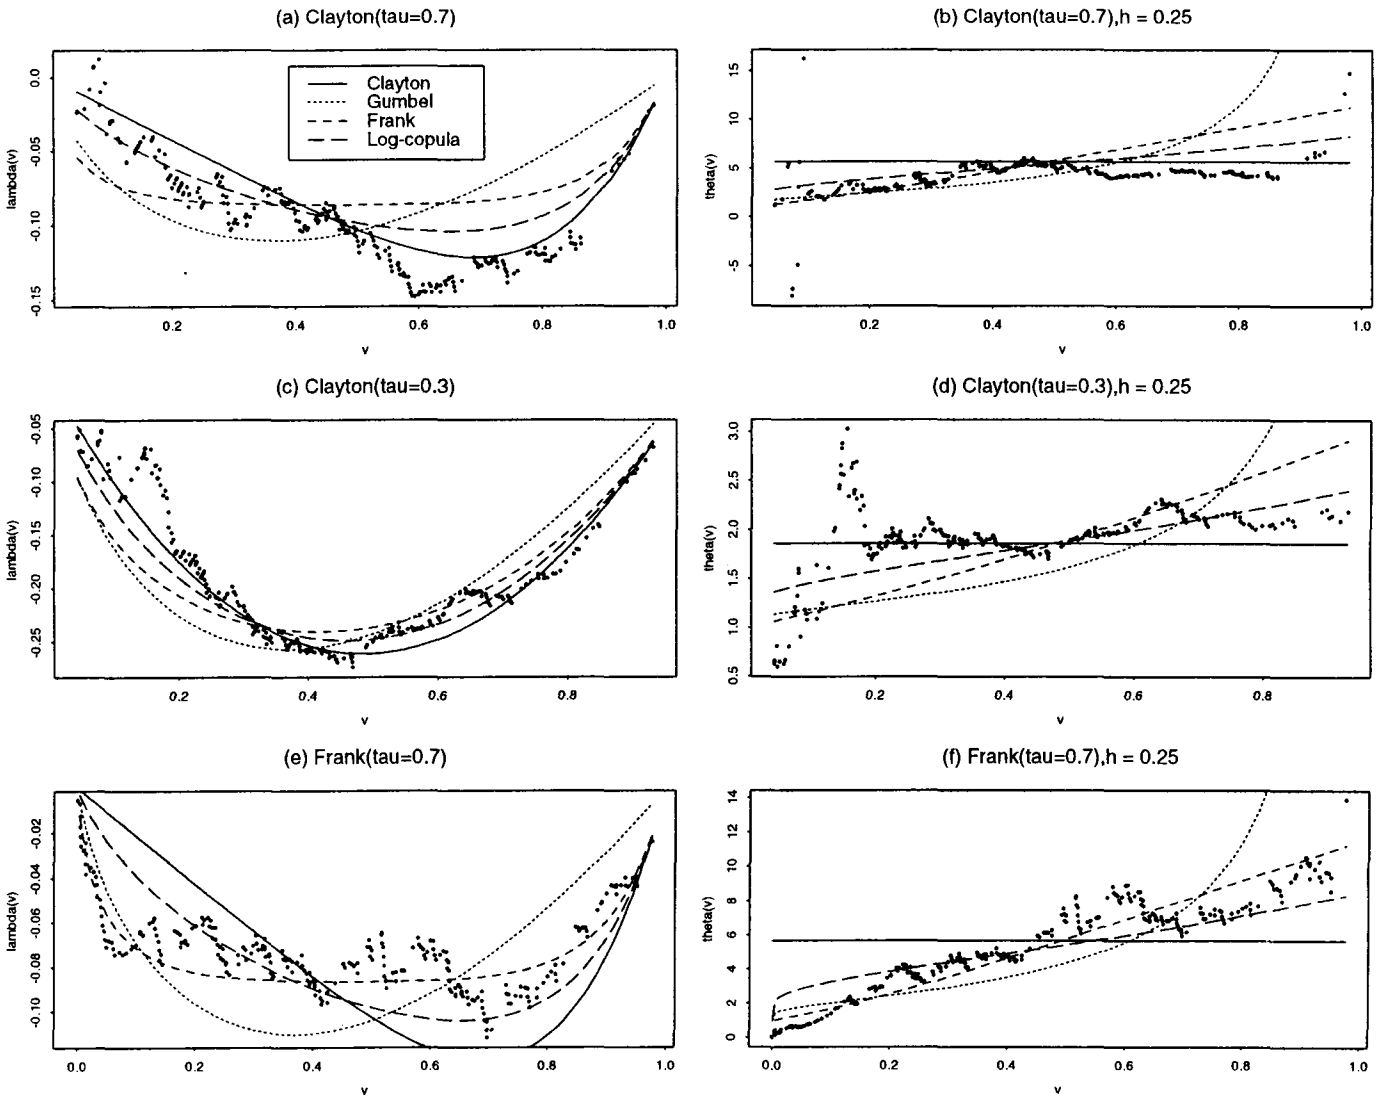 (a) Clayton(tau=0.7)
lambda(v)
0.0
-0.05
-0.10
-0.15
Clayton
Gumbel
Frank
Log-copula
0.2 0.4 0.6 0.8 1.0
v
(b) Clayton(tau=0.7),h = 0.25
theta(v)
15
10
5
0
-5
0.2 0.4 0.6 0.8 1.0
v
(c) Clayton(tau=0.3)
lambda(v)
-0.05
-0.10
-0.15
-0.20
-0.25
0.2 0.4 0.6 0.8
v
(d) Clayton(tau=0.3),h = 0.25
theta(v)
3.0
2.5
2.0
1.5
1.0
0.5
0.2 0.4 0.6 0.8
v
(e) Frank(tau=0.7)
lambda(v)
-0.02
-0.04
-0.06
-0.08
-0.10
0.0 0.2 0.4 0.6 0.8 1.0
v
(f) Frank(tau=0.7),h = 0.25
theta(v)
14
12
10
8
6
4
2
0
0.0 0.2 0.4 0.6 0.8 1.0
v